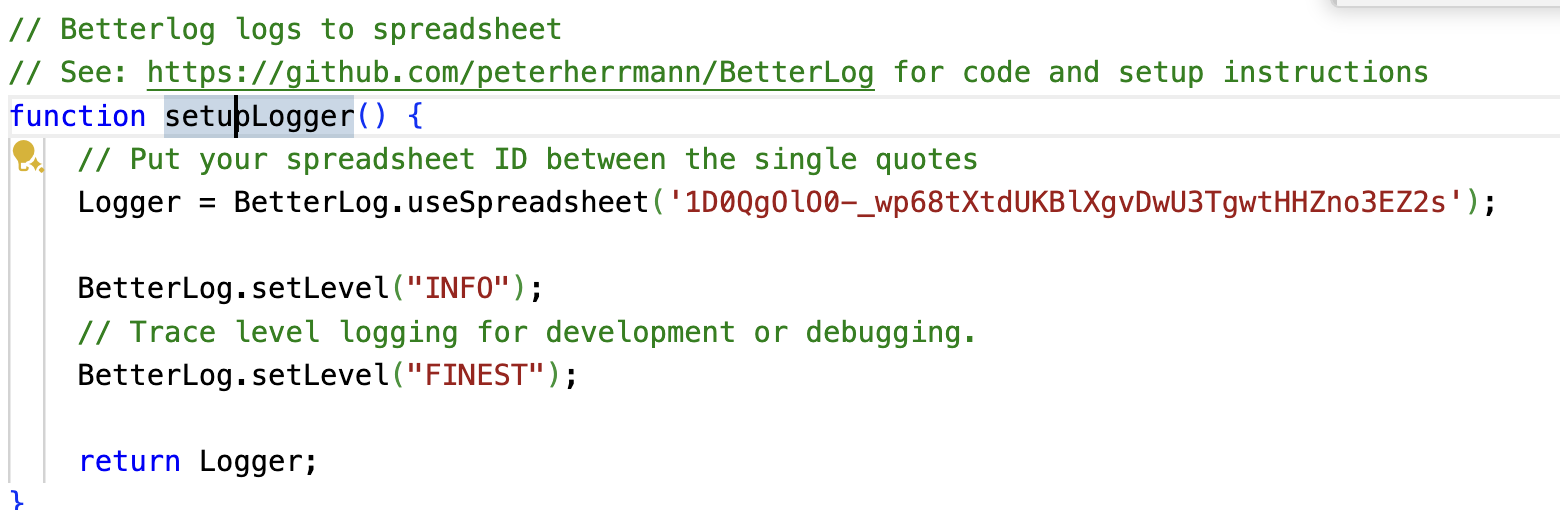 // Betterlog logs to spreadsheet
// See: https://github.com/peterherrmann/BetterLog for code and setup instructions
function setupLogger() {
// Put your spreadsheet ID between the single quotes
Logger = BetterLog.useSpreadsheet('1D0QgOlO0-_wp68tXtdUKBlXgvDwU3TgwtHHZno3EZ2s');
BetterLog.setLevel("INFO");
// Trace level logging for development or debugging.
BetterLog.setLevel("FINEST");
return Logger;
}